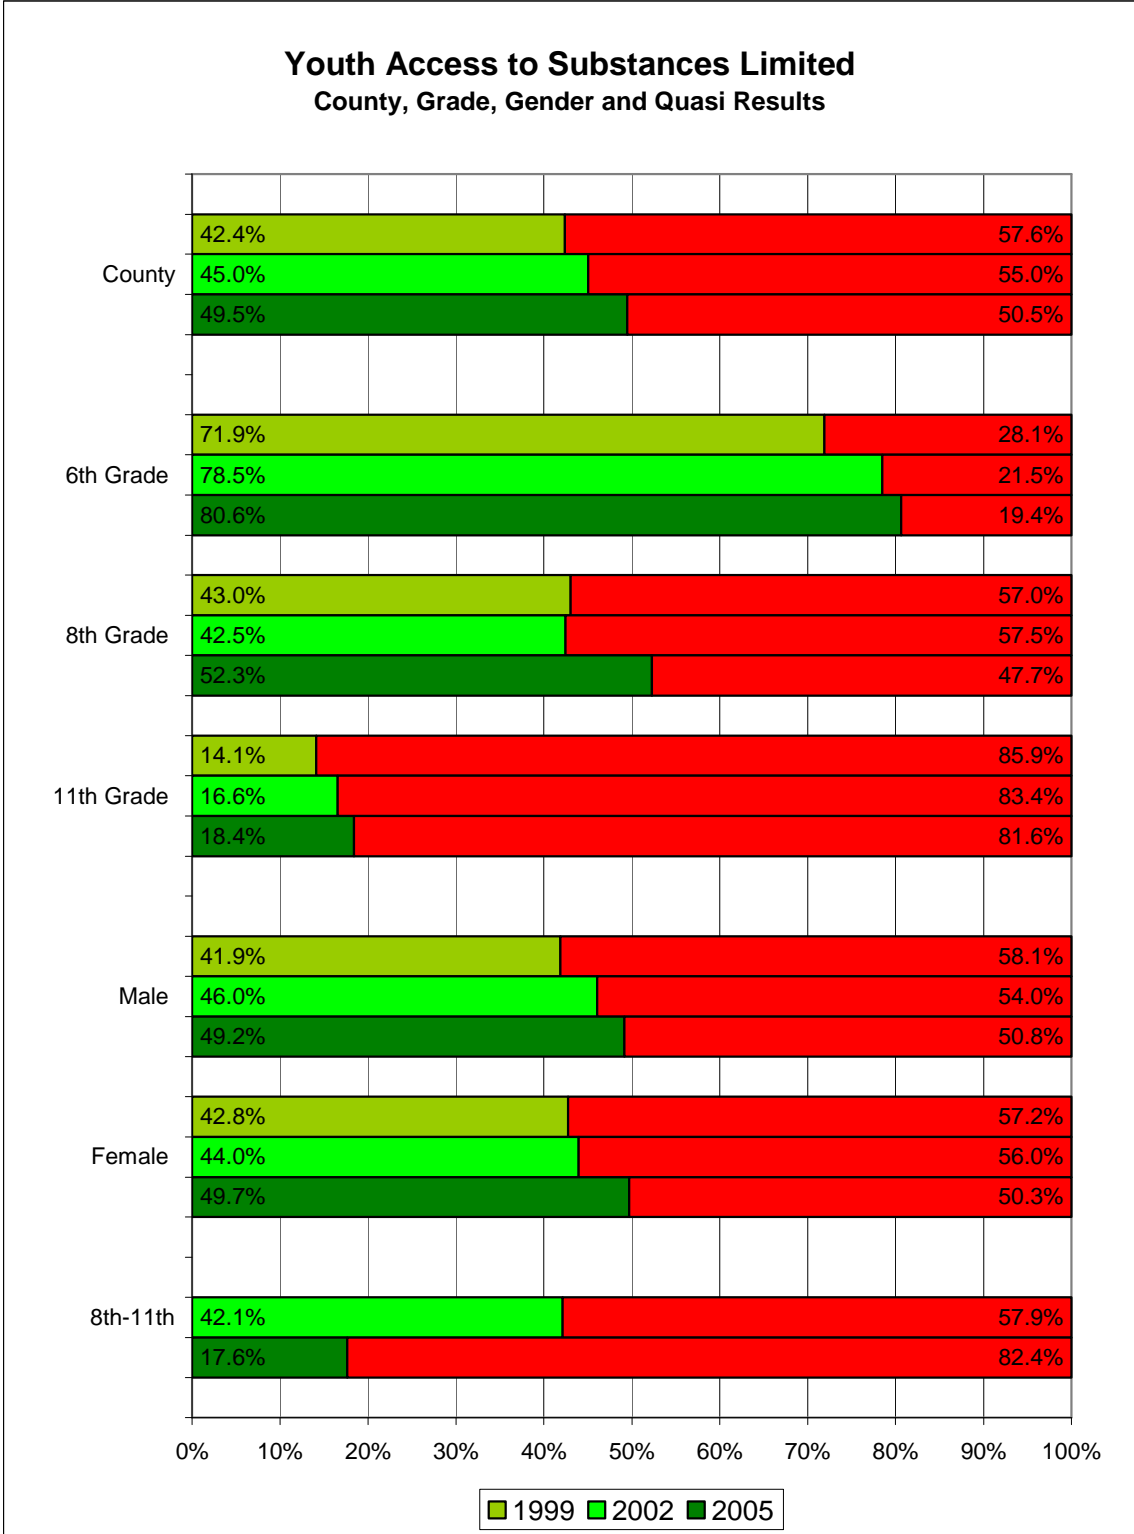 Youth Access to Substances Limited
County, Grade, Gender and Quasi Results
42.4% 57.6%
County 45.0% 55.0%
49.5% 50.5%
71.9% 28.1%
6th Grade 78.5% 21.5%
80.6% 19.4%
43.0% 57.0%
8th Grade 42.5% 57.5%
52.3% 47.7%
14.1% 85.9%
11th Grade 16.6% 83.4%
18.4% 81.6%
41.9% 58.1%
Male 46.0% 54.0%
49.2% 50.8%
42.8% 57.2%
Female 44.0% 56.0%
49.7% 50.3%
8th-11th 42.1% 57.9%
17.6% 82.4%
0% 10% 20% 30% 40% 50% 60% 70% 80% 90% 100%
1999 2002 2005